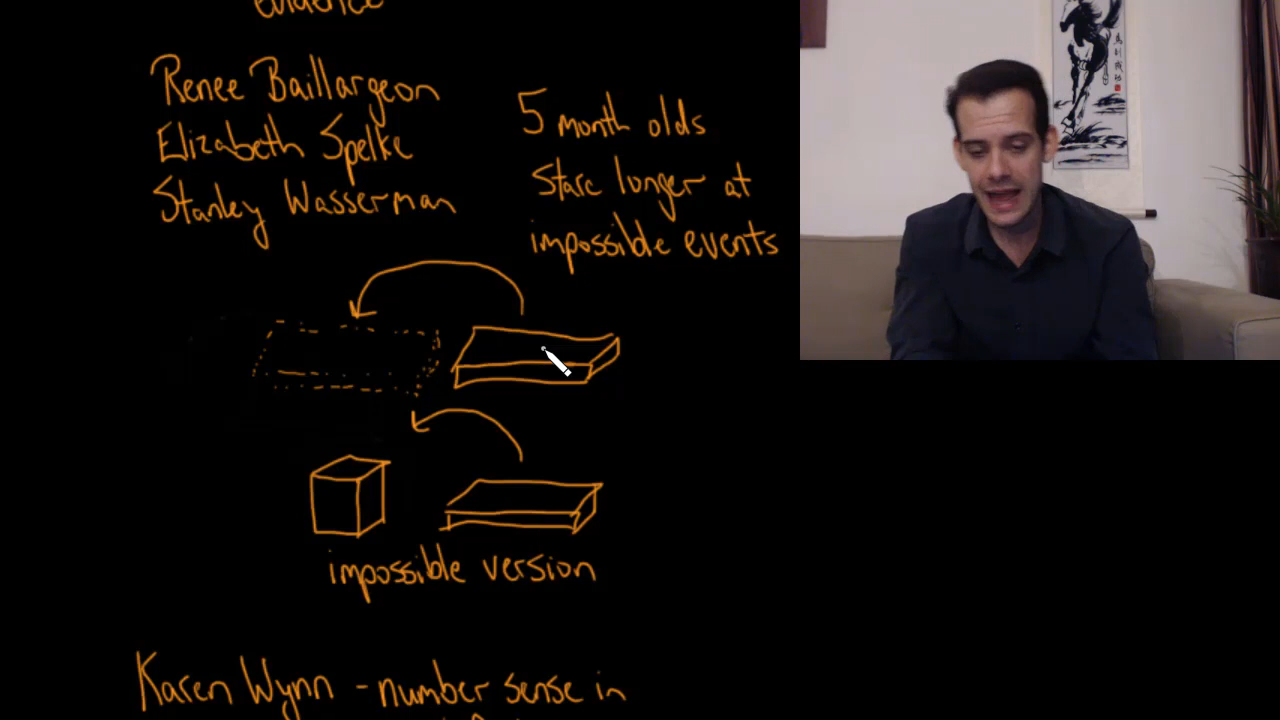 evidence
Renee Baillargeon
Elizabeth Spelke
Stanley Wasserman
5 month olds
stare longer at
impossible events
impossible version
Karen Wynn - number sense in